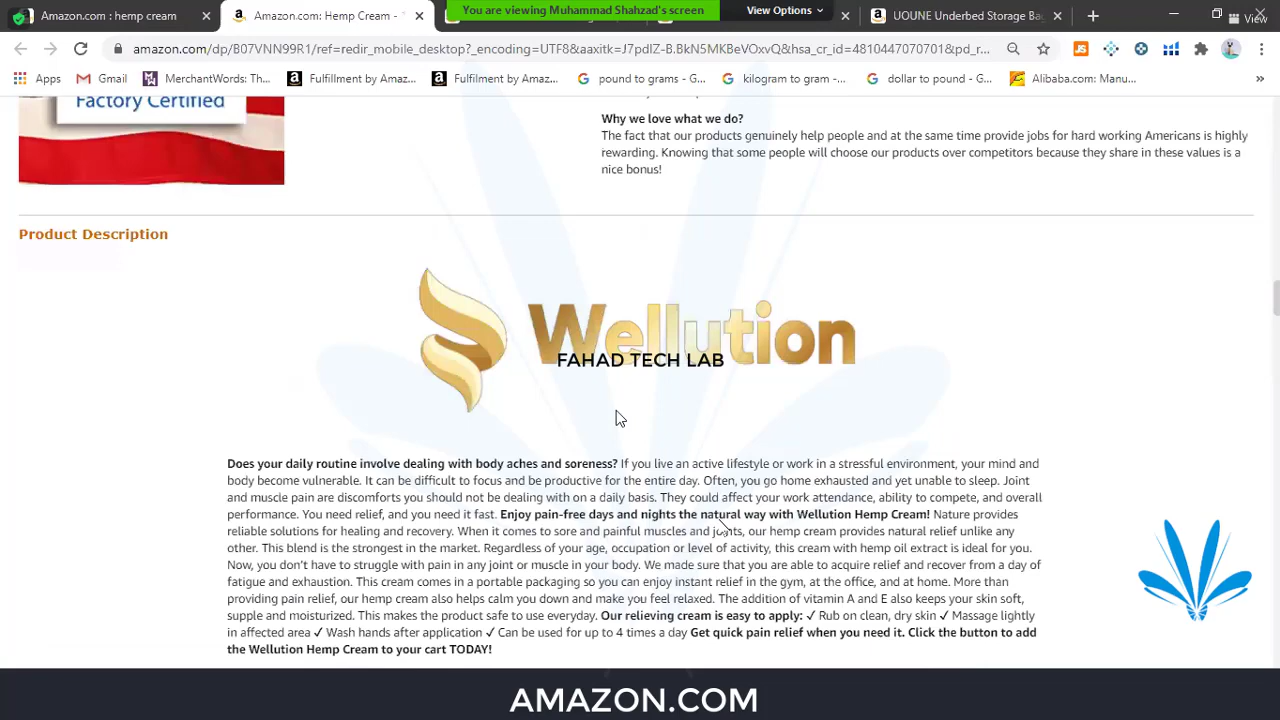 Amazon.com : hemp cream
Amazon.com: Hemp Cream -
You are viewing Muhammad Shahzad's screen
View Options
UOUNE Underbed Storage Bag
View
amazon.com/dp/B07VNN99R1/ref=redir_mobile_desktop?_encoding=UTF8&aaxitk=J7pdlZ-B.BkN5MKBeVOxvQ&hsa_cr_id=4810447070701&pd_r...
Apps
Gmail
MerchantWords: Th...
Fulfillment by Amaz...
Fulfilment by Amaz...
pound to grams - G...
kilogram to gram -...
dollar to pound - G...
Alibaba.com: Manu...
»
Factory Certified
Why we love what we do?
The fact that our products genuinely help people and at the same time provide jobs for hard working Americans is highly
rewarding. Knowing that some people will choose our products over competitors because they share in these values is a
nice bonus!
Product Description
Wellution
FAHAD TECH LAB
Does your daily routine involve dealing with body aches and soreness? If you live an active lifestyle or work in a stressful environment, your mind and
body become vulnerable. It can be difficult to focus and be productive for the entire day. Often, you go home exhausted and yet unable to sleep. Joint
and muscle pain are discomforts you should not be dealing with on a daily basis. They could affect your work attendance, ability to compete, and overall
performance. You need relief, and you need it fast. Enjoy pain-free days and nights the natural way with Wellution Hemp Cream! Nature provides
reliable solutions for healing and recovery. When it comes to sore and painful muscles and joints, our hemp cream provides natural relief unlike any
other. This blend is the strongest in the market. Regardless of your age, occupation or level of activity, this cream with hemp oil extract is ideal for you.
Now, you don't have to struggle with pain in any joint or muscle in your body. We made sure that you are able to acquire relief and recover from a day of
fatigue and exhaustion. This cream comes in a portable packaging so you can enjoy instant relief in the gym, at the office, and at home. More than
providing pain relief, our hemp cream also helps calm you down and make you feel relaxed. The addition of vitamin A and E also keeps your skin soft,
supple and moisturized. This makes the product safe to use everyday. Our relieving cream is easy to apply: ✓ Rub on clean, dry skin ✓ Massage lightly
in affected area ✓ Wash hands after application ✓ Can be used for up to 4 times a day Get quick pain relief when you need it. Click the button to add
the Wellution Hemp Cream to your cart TODAY!
AMAZON.COM